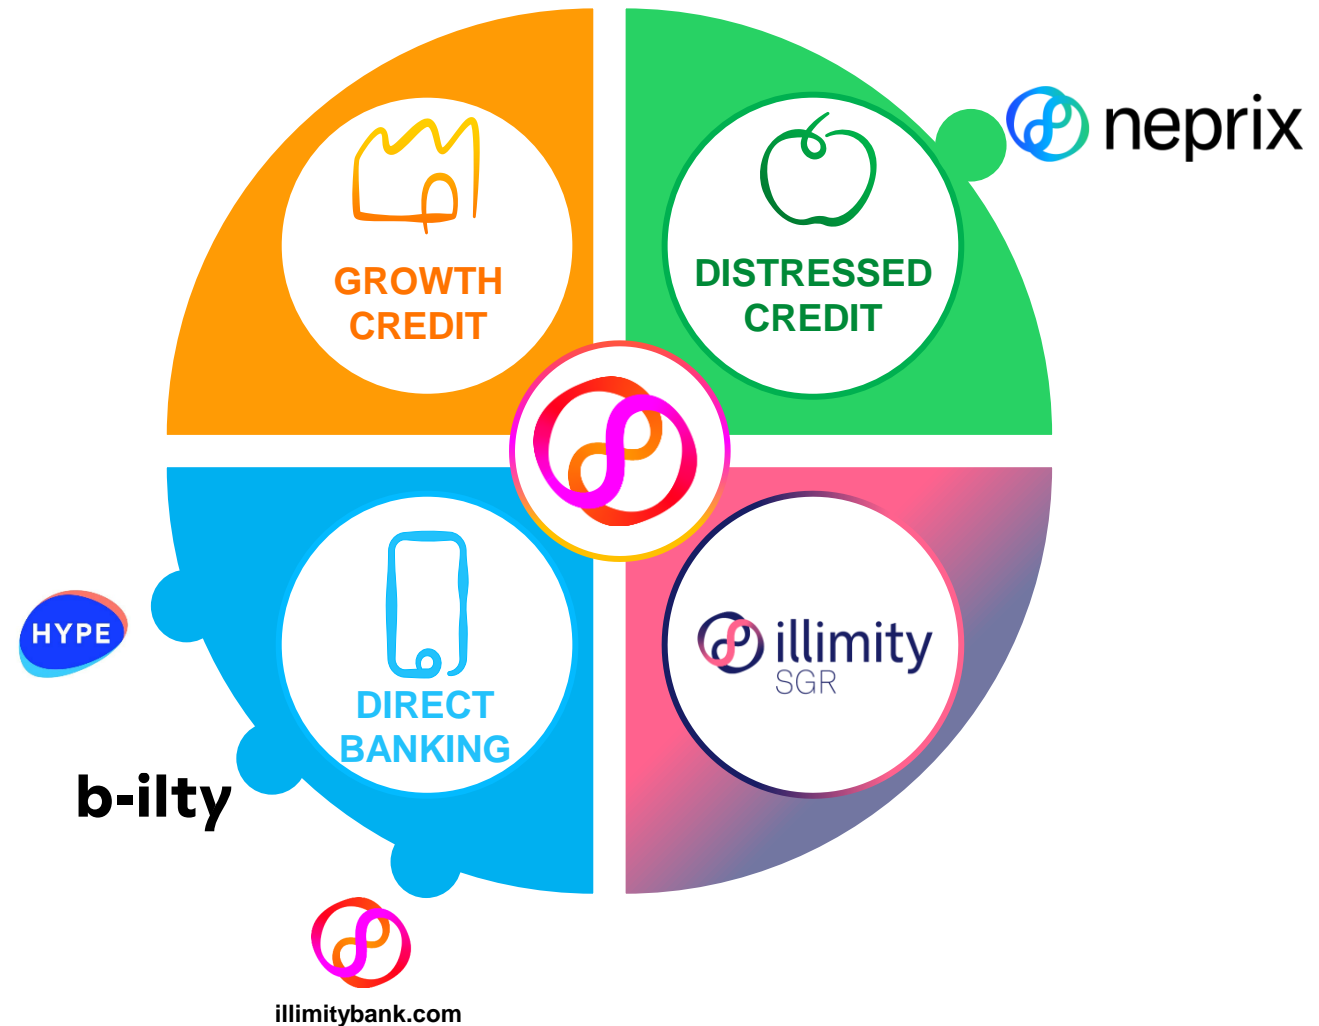 neprix
GROWTH
CREDIT
DISTRESSED
CREDIT
HYPE
DIRECT
BANKING
illimity
SGR
b-ilty
illimitybank.com